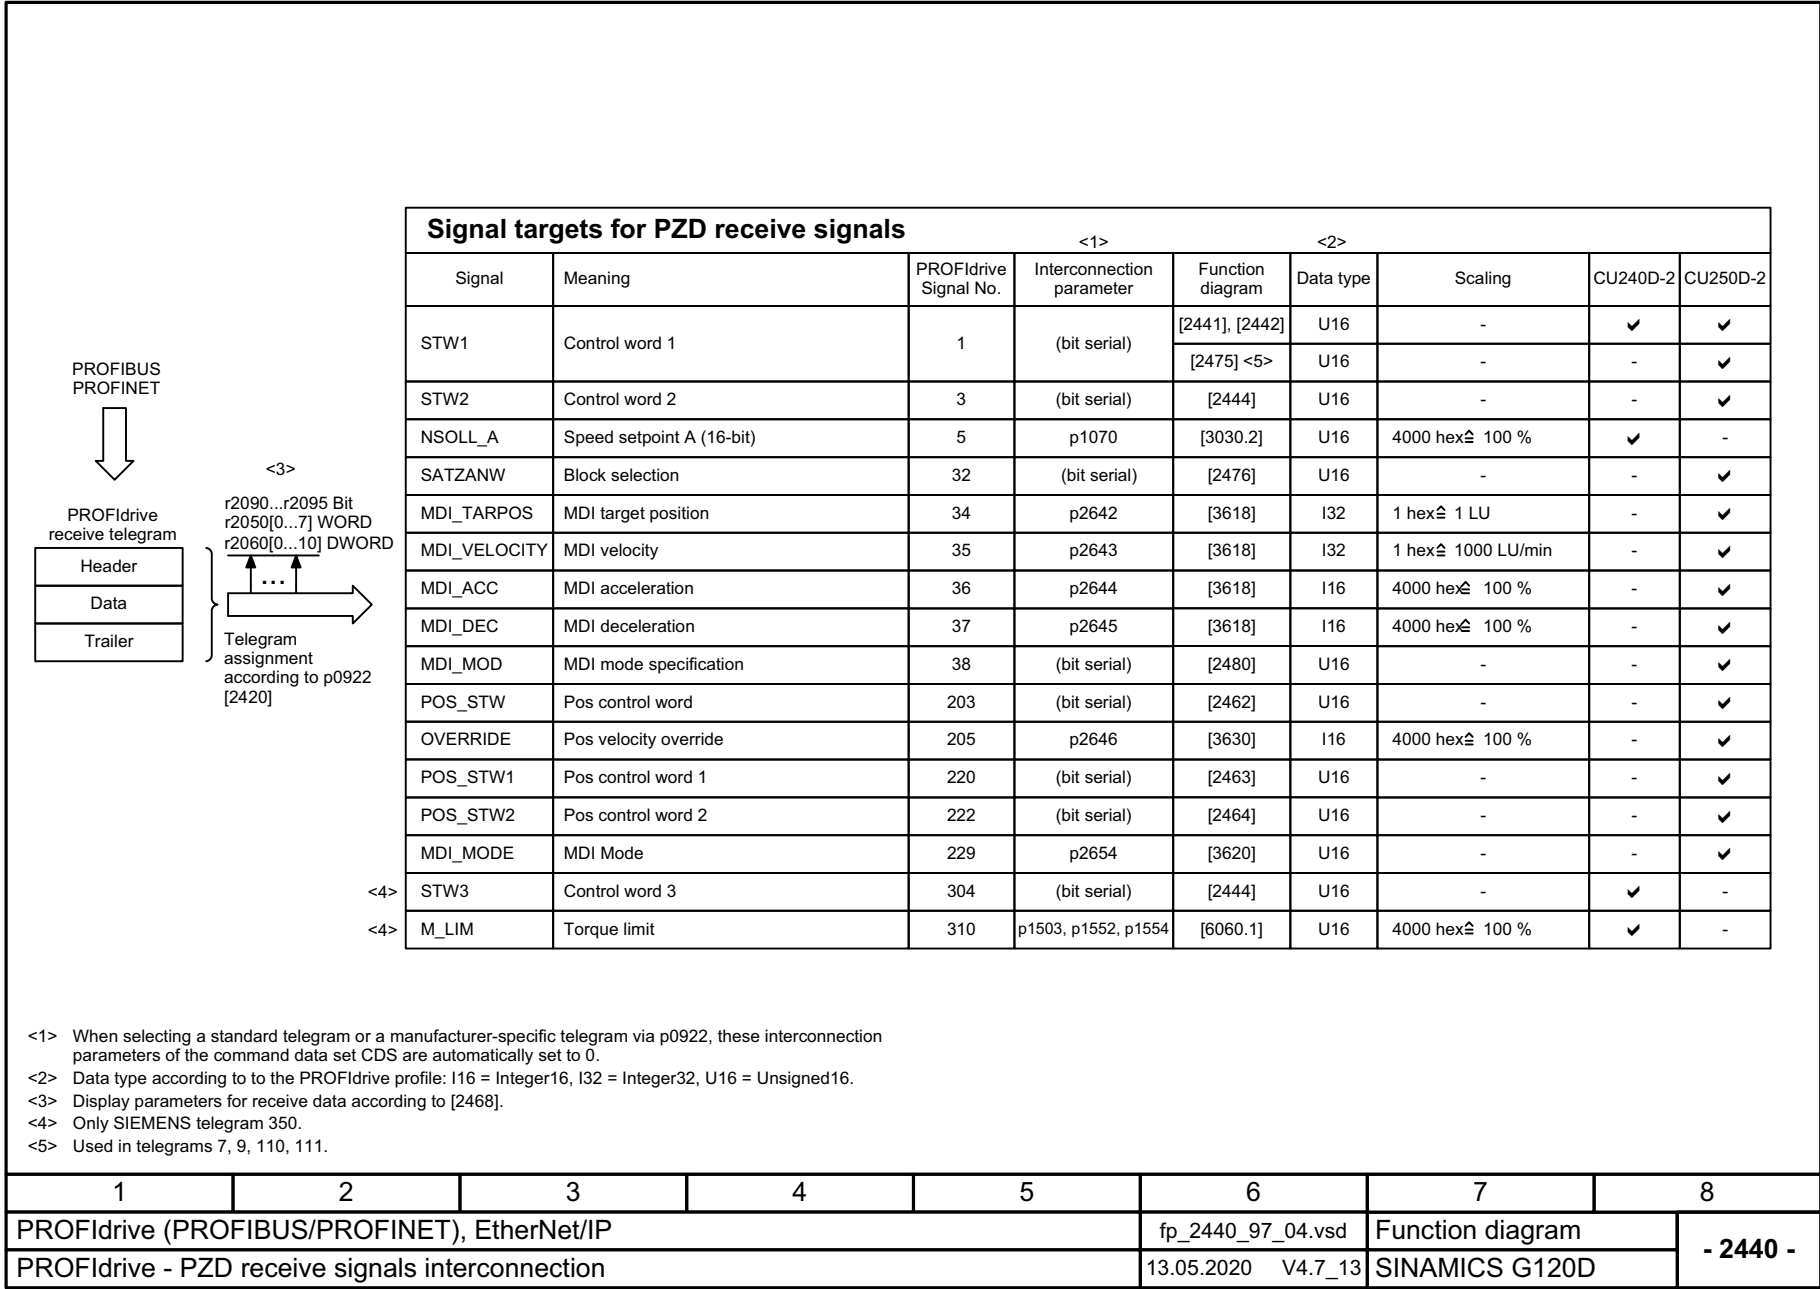 Signal targets for PZD receive signals
<1> <2>
Signal Meaning PROFIdrive Signal No. Interconnection parameter Function diagram Data type Scaling CU240D-2 CU250D-2
STW1 Control word 1 1 (bit serial) [2441], [2442] U16 - ✔ ✔
[2475] <5> U16 - - ✔
STW2 Control word 2 3 (bit serial) [2444] U16 - - ✔
NSOLL_A Speed setpoint A (16-bit) 5 p1070 [3030.2] U16 4000 hex≙ 100 % ✔ -
SATZANW Block selection 32 (bit serial) [2476] U16 - - ✔
MDI_TARPOS MDI target position 34 p2642 [3618] I32 1 hex≙ 1 LU - ✔
MDI_VELOCITY MDI velocity 35 p2643 [3618] I32 1 hex≙ 1000 LU/min - ✔
MDI_ACC MDI acceleration 36 p2644 [3618] I16 4000 hex≙ 100 % - ✔
MDI_DEC MDI deceleration 37 p2645 [3618] I16 4000 hex≙ 100 % - ✔
MDI_MOD MDI mode specification 38 (bit serial) [2480] U16 - - ✔
POS_STW Pos control word 203 (bit serial) [2462] U16 - - ✔
OVERRIDE Pos velocity override 205 p2646 [3630] I16 4000 hex≙ 100 % - ✔
POS_STW1 Pos control word 1 220 (bit serial) [2463] U16 - - ✔
POS_STW2 Pos control word 2 222 (bit serial) [2464] U16 - - ✔
MDI_MODE MDI Mode 229 p2654 [3620] U16 - - ✔
<4> STW3 Control word 3 304 (bit serial) [2444] U16 - ✔ -
<4> M_LIM Torque limit 310 p1503, p1552, p1554 [6060.1] U16 4000 hex≙ 100 % ✔ -
PROFIBUS
PROFINET
PROFIdrive
receive telegram
Header
Data
Trailer
<3>
r2090...r2095 Bit
r2050[0...7] WORD
r2060[0...10] DWORD
...
Telegram
assignment
according to p0922
[2420]
<1> When selecting a standard telegram or a manufacturer-specific telegram via p0922, these interconnection
parameters of the command data set CDS are automatically set to 0.
<2> Data type according to to the PROFIdrive profile: I16 = Integer16, I32 = Integer32, U16 = Unsigned16.
<3> Display parameters for receive data according to [2468].
<4> Only SIEMENS telegram 350.
<5> Used in telegrams 7, 9, 110, 111.
1 2 3 4 5 6 7 8
PROFIdrive (PROFIBUS/PROFINET), EtherNet/IP fp_2440_97_04.vsd Function diagram - 2440 -
PROFIdrive - PZD receive signals interconnection 13.05.2020 V4.7_13 SINAMICS G120D